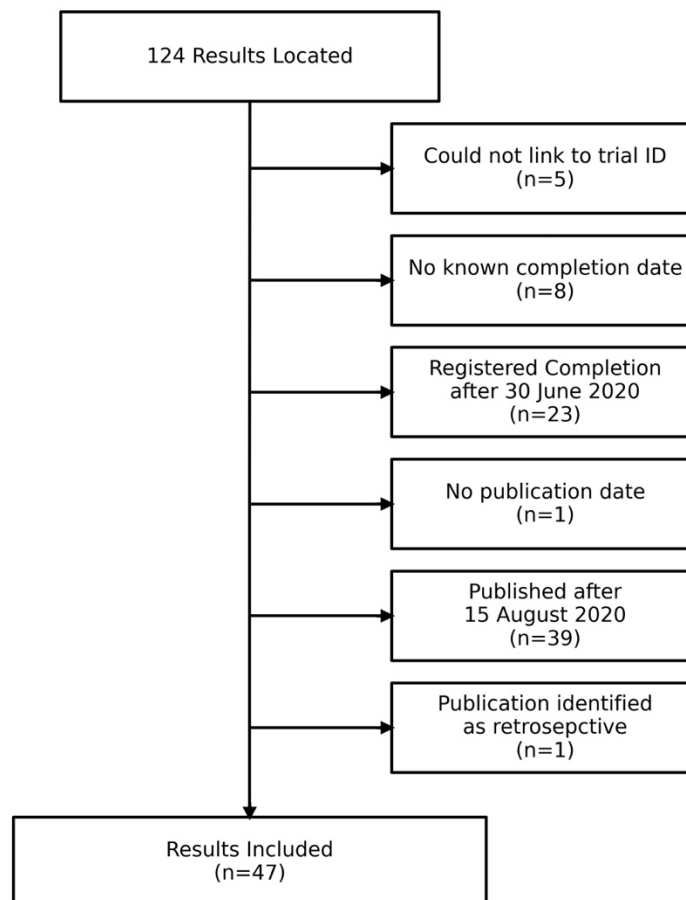 124 Results Located
Could not link to trial ID
(n=5)
No known completion date
(n=8)
Registered Completion
after 30 June 2020
(n=23)
No publication date
(n=1)
Published after
15 August 2020
(n=39)
Publication identified
as retrosepctive
(n=1)
Results Included
(n=47)